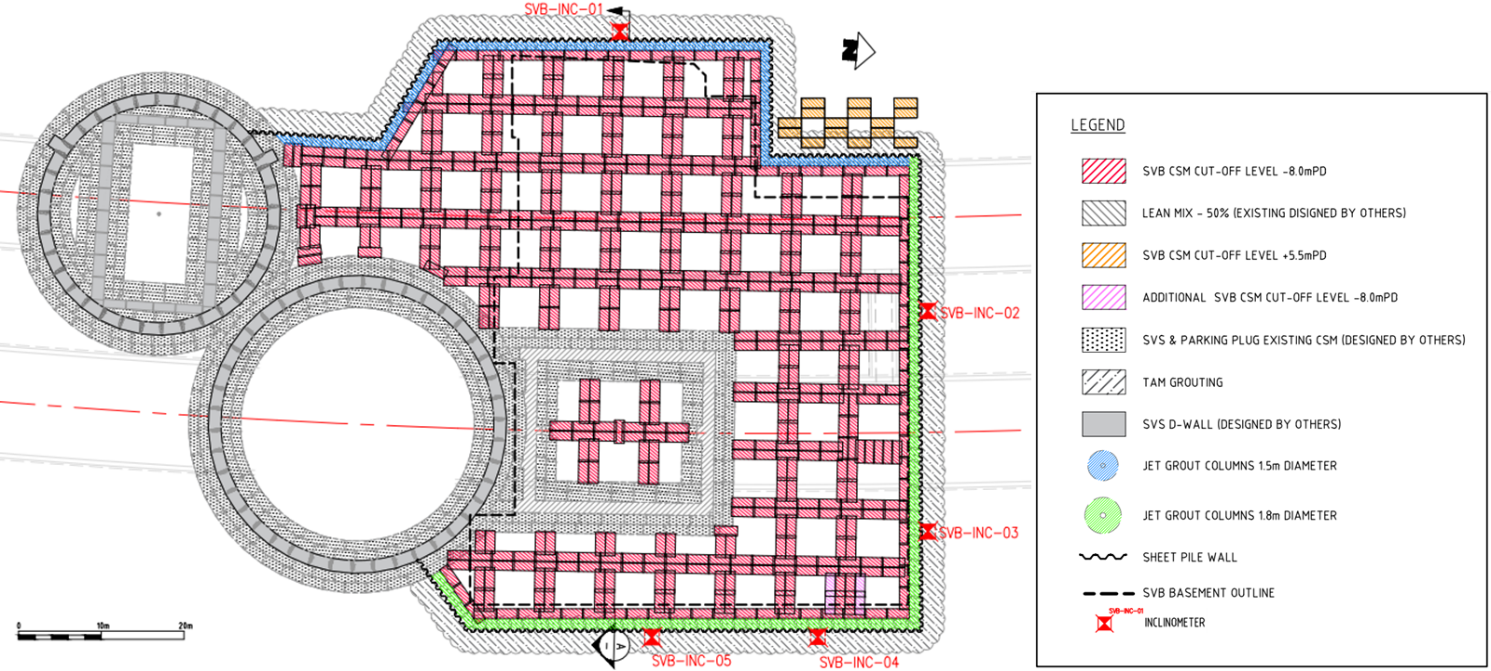 SVB-INC-01
N
SVB-INC-02
SVB-INC-03
SVB-INC-04
SVB-INC-05
A
0 10m 20m
LEGEND
SVB CSM CUT-OFF LEVEL -8.0mPD
LEAN MIX - 50% (EXISTING DISIGNED BY OTHERS)
SVB CSM CUT-OFF LEVEL +5.5mPD
ADDITIONAL SVB CSM CUT-OFF LEVEL -8.0mPD
SVS & PARKING PLUG EXISTING CSM (DESIGNED BY OTHERS)
TAM GROUTING
SVS D-WALL (DESIGNED BY OTHERS)
JET GROUT COLUMNS 1.5m DIAMETER
JET GROUT COLUMNS 1.8m DIAMETER
SHEET PILE WALL
SVB BASEMENT OUTLINE
SVB-INC-01
INCLINOMETER